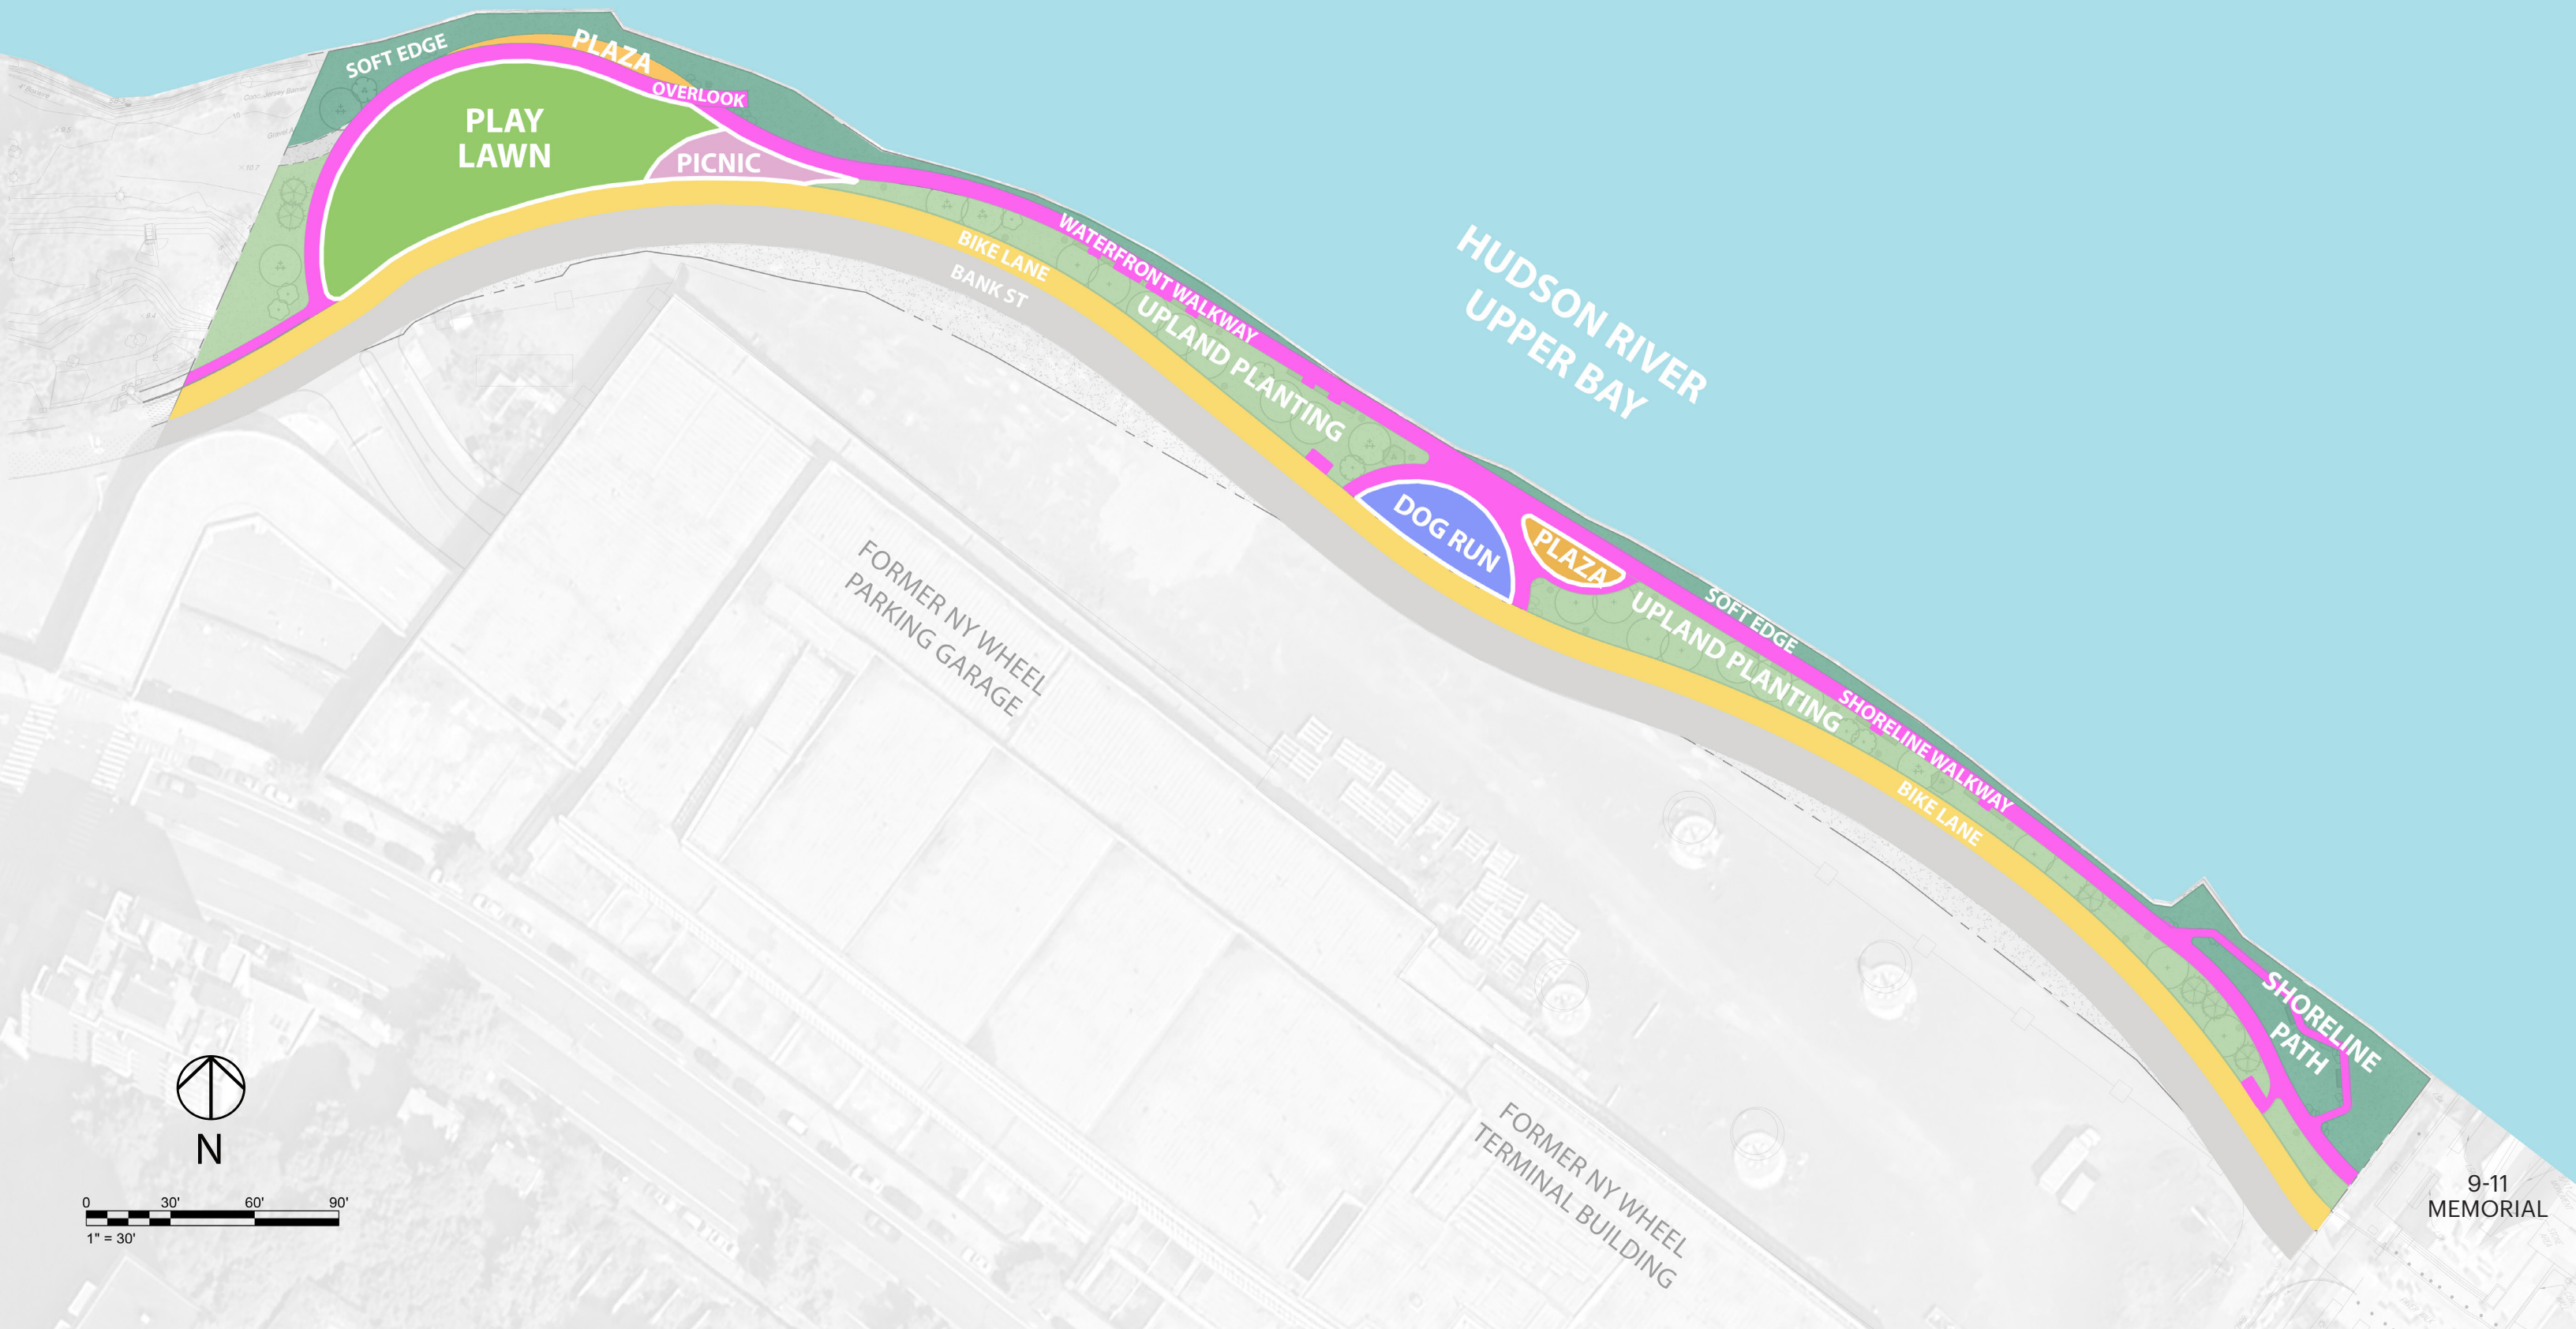 SOFT EDGE
PLAZA
OVERLOOK
PLAY
LAWN
PICNIC
WATERFRONT WALKWAY
BIKE LANE
BANK ST
UPLAND PLANTING
HUDSON RIVER
UPPER BAY
DOG RUN
PLAZA
SOFT EDGE
UPLAND PLANTING
SHORELINE WALKWAY
BIKE LANE
FORMER NY WHEEL
PARKING GARAGE
SHORELINE
PATH
FORMER NY WHEEL
TERMINAL BUILDING
9-11
MEMORIAL
N
0 30' 60' 90'
1" = 30'